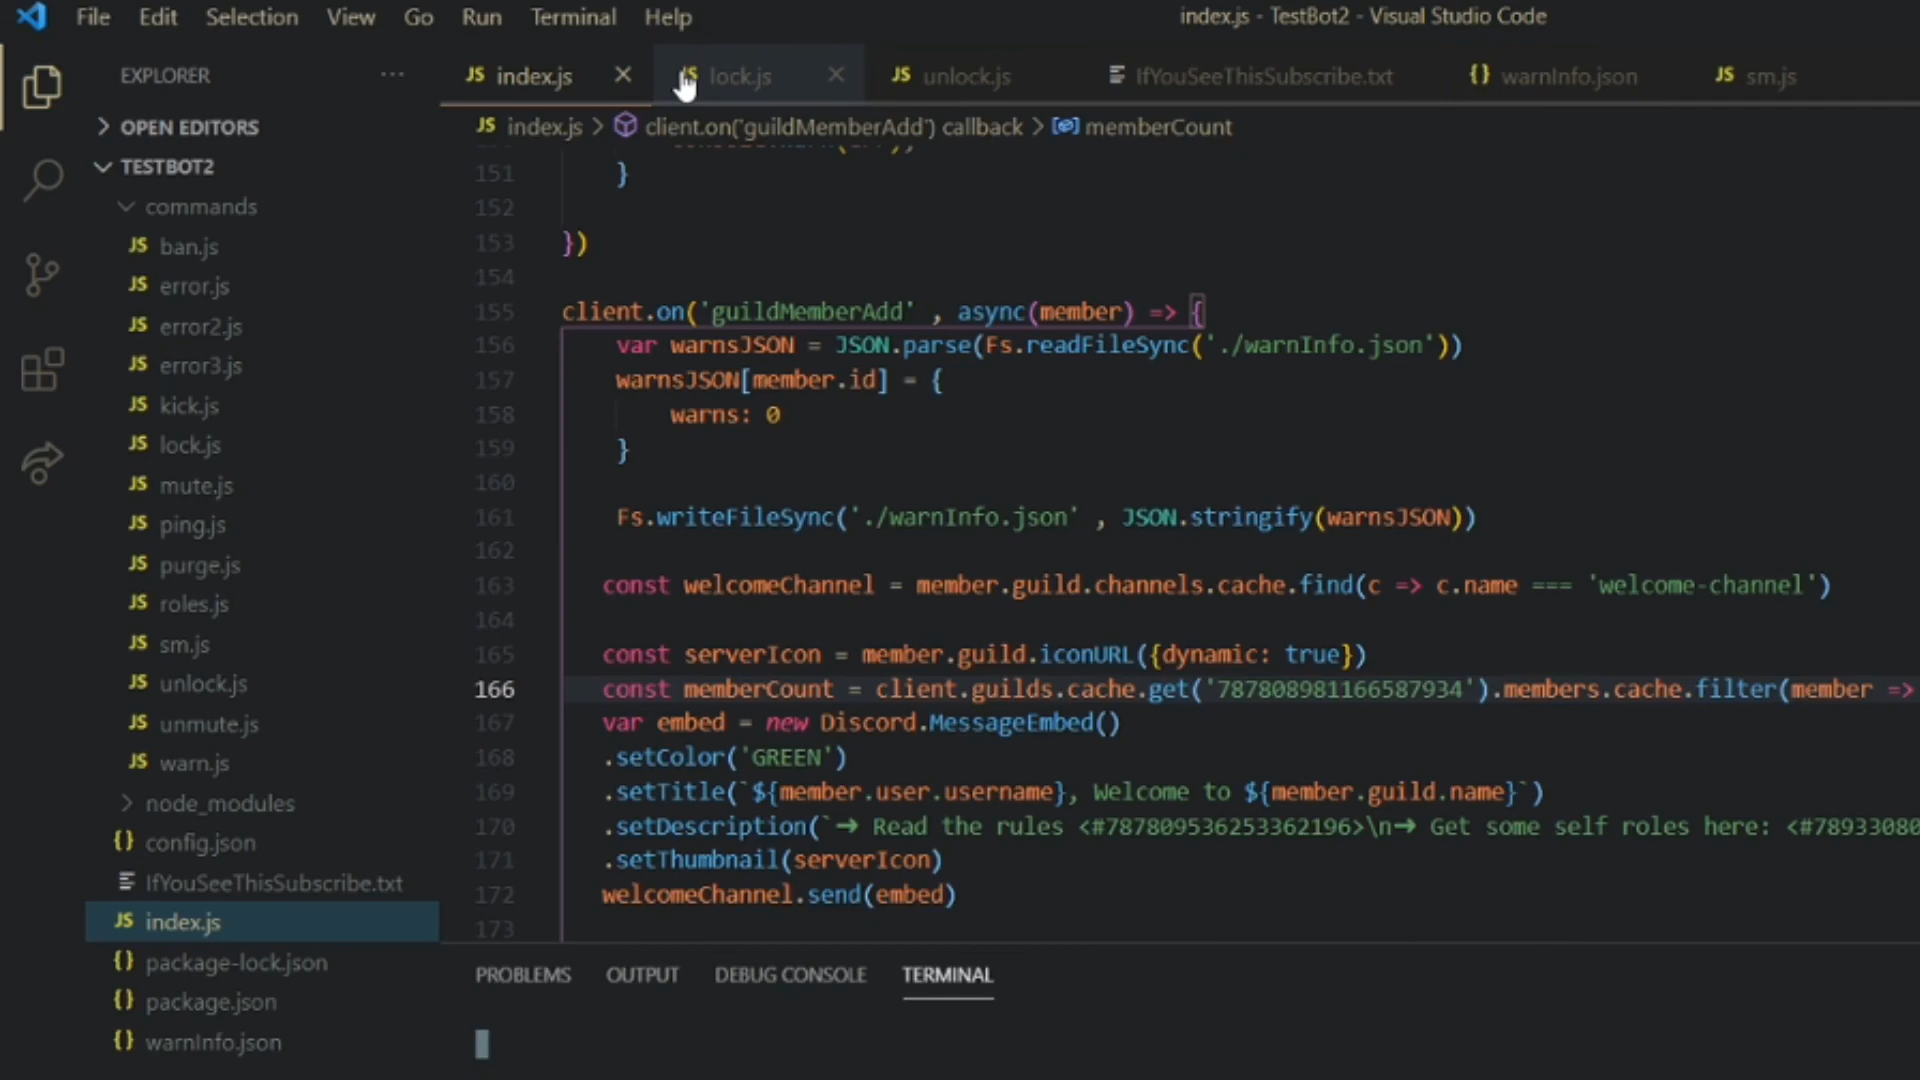 File Edit Selection View Go Run Terminal Help
index.js - TestBot2 - Visual Studio Code
EXPLORER ···
JS index.js × JS lock.js × JS unlock.js IfYouSeeThisSubscribe.txt {} warnInfo.json JS sm.js
JS index.js > client.on('guildMemberAdd') callback > memberCount
OPEN EDITORS
TESTBOT2
commands
JS ban.js
JS error.js
JS error2.js
JS error3.js
JS kick.js
JS lock.js
JS mute.js
JS ping.js
JS purge.js
JS roles.js
JS sm.js
JS unlock.js
JS unmute.js
JS warn.js
node_modules
{} config.json
IfYouSeeThisSubscribe.txt
JS index.js
{} package-lock.json
{} package.json
{} warnInfo.json
151 }
152
153 })
154
155 client.on('guildMemberAdd' , async(member) => {
156 var warnsJSON = JSON.parse(Fs.readFileSync('./warnInfo.json'))
157 warnsJSON[member.id] = {
158 warns: 0
159 }
160
161 Fs.writeFileSync('./warnInfo.json' , JSON.stringify(warnsJSON))
162
163 const welcomeChannel = member.guild.channels.cache.find(c => c.name === 'welcome-channel')
164
165 const serverIcon = member.guild.iconURL({dynamic: true})
166 const memberCount = client.guilds.cache.get('787808981166587934').members.cache.filter(member =>
167 var embed = new Discord.MessageEmbed()
168 .setColor('GREEN')
169 .setTitle(`${member.user.username}, Welcome to ${member.guild.name}`)
170 .setDescription(`➜ Read the rules <#787809536253362196>\n➜ Get some self roles here: <#78933080
171 .setThumbnail(serverIcon)
172 welcomeChannel.send(embed)
173
PROBLEMS OUTPUT DEBUG CONSOLE TERMINAL